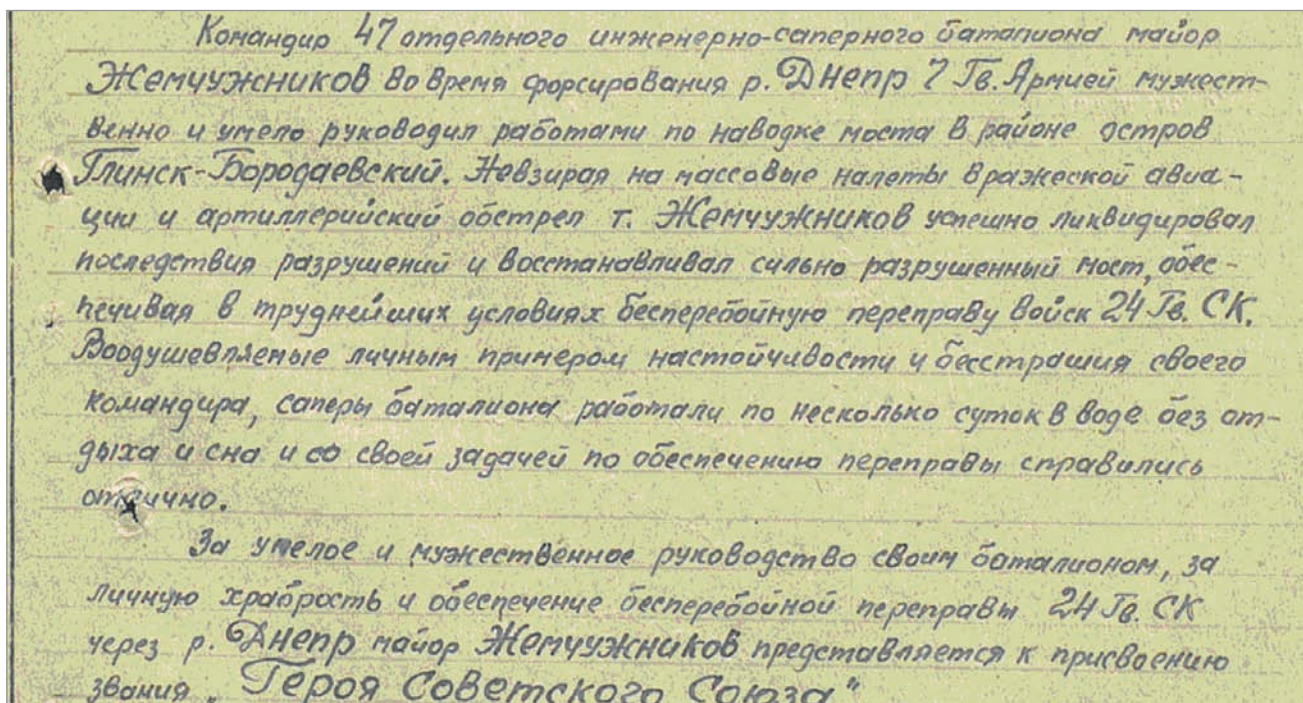 Командир 47 отдельного инженерно-саперного баталиона майор
Жемчужников во время форсирования р. Днепр 7 Гв. Армией мужест-
венно и умело руководил работами по наводке моста в районе остров
Глинск-Бородаевский. Невзирая на массовые налеты вражеской авиа-
ции и артиллерийский обстрел т. Жемчужников успешно ликвидировал
последствия разрушений и восстанавливал сильно разрушенный мост, обес-
печивая в труднейших условиях бесперебойную переправу войск 24 Гв. СК.
Воодушевляемые личным примером настойчивости и бесстрашия своего
командира, саперы баталиона работали по несколько суток в воде без от-
дыха и сна и со своей задачей по обеспечению переправы справились
отлично.
За умелое и мужественное руководство своим баталионом, за
личную храбрость и обеспечение бесперебойной переправы 24 Гв. СК
через р. Днепр майор Жемчужников представляется к присвоению
звания „Героя Советского Союза"